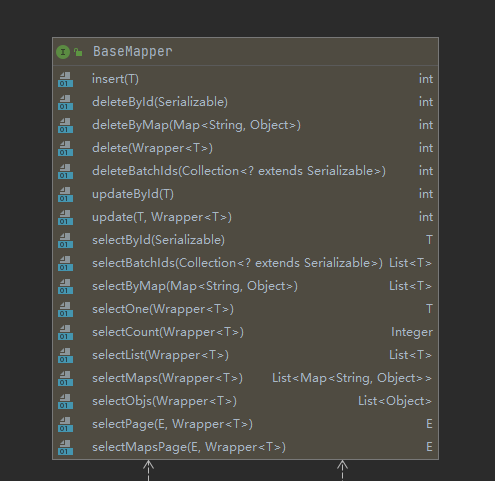 BaseMapper
insert(T) int
deleteById(Serializable) int
deleteByMap(Map<String, Object>) int
delete(Wrapper<T>) int
deleteBatchIds(Collection<? extends Serializable>) int
updateById(T) int
update(T, Wrapper<T>) int
selectById(Serializable) T
selectBatchIds(Collection<? extends Serializable>) List<T>
selectByMap(Map<String, Object>) List<T>
selectOne(Wrapper<T>) T
selectCount(Wrapper<T>) Integer
selectList(Wrapper<T>) List<T>
selectMaps(Wrapper<T>) List<Map<String, Object>>
selectObjs(Wrapper<T>) List<Object>
selectPage(E, Wrapper<T>) E
selectMapsPage(E, Wrapper<T>) E